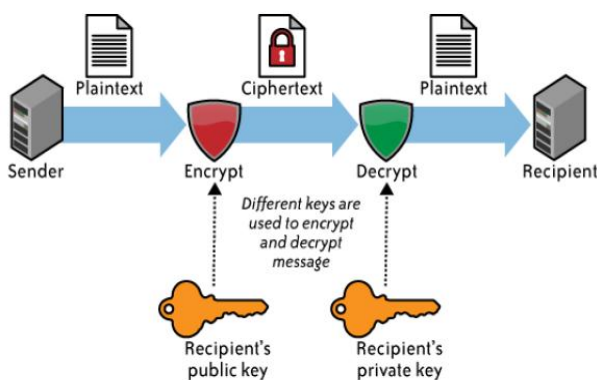 Plaintext
Ciphertext
Plaintext
Sender
Encrypt
Decrypt
Recipient
Different keys are
used to encrypt
and decrypt
message
Recipient's
public key
Recipient's
private key